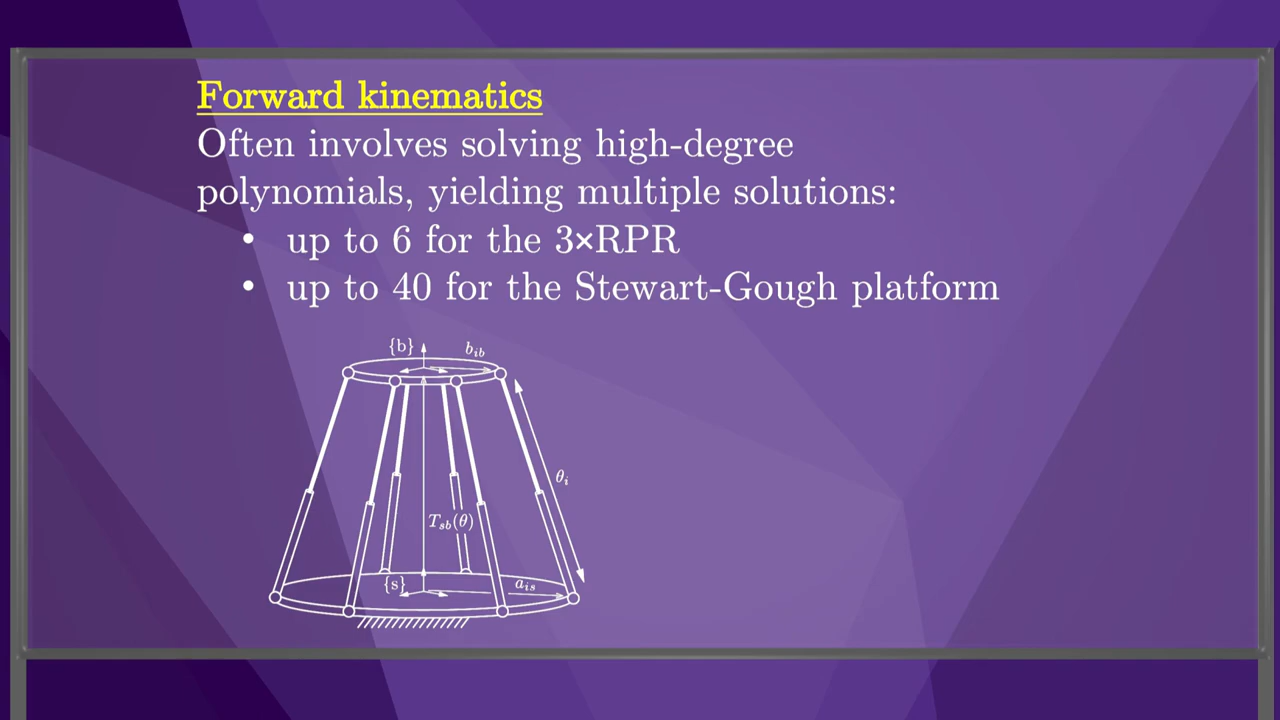 Forward kinematics
Often involves solving high-degree
polynomials, yielding multiple solutions:
• up to 6 for the 3×RPR
• up to 40 for the Stewart-Gough platform
{b}
b_ib
θ_i
T_sb(θ)
{s}
a_is